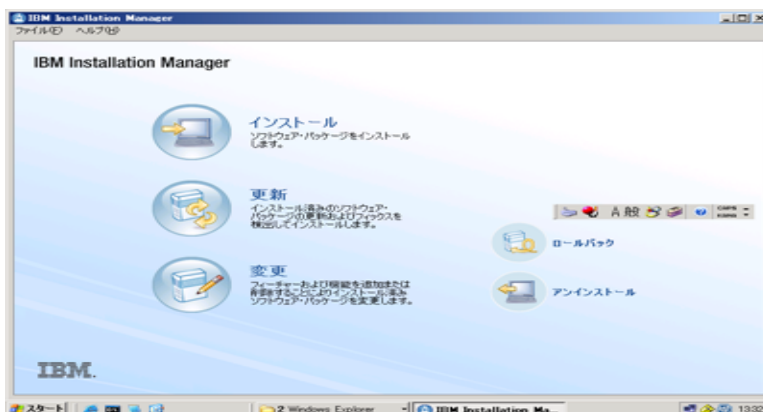 IBM Installation Manager
ファイル(F) ヘルプ(H)
IBM Installation Manager
インストール
ソフトウェア・パッケージをインストール
します。
更新
インストール済みのソフトウェア・
パッケージの更新およびフィックスを
検出してインストールします。
変更
フィーチャーおよび機能を追加または
削除することによりインストール済み
ソフトウェア・パッケージを変更します。
A 般
CAPS
KANA
ロールバック
アンインストール
IBM.
スタート
2 Windows Explorer
IBM Installation Ma...
13:32